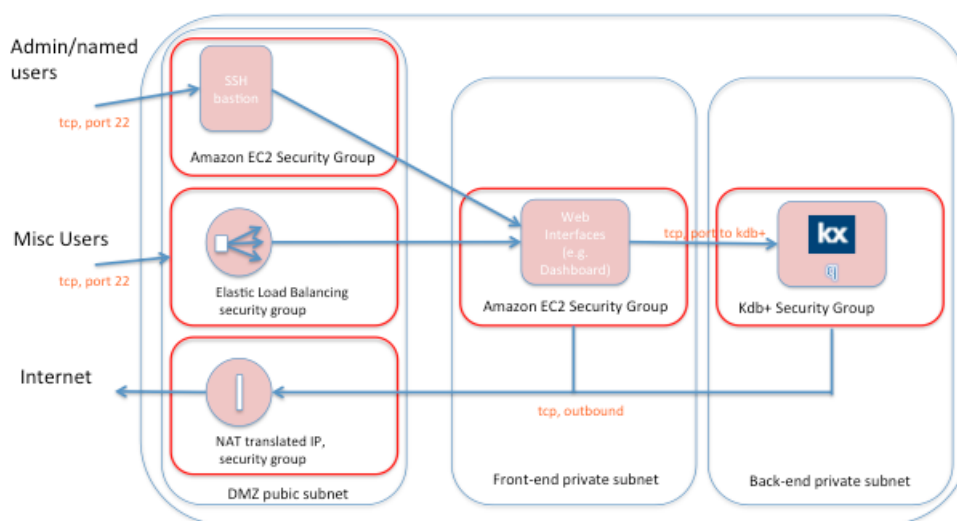 Admin/named
users
tcp, port 22
SSH
bastion
Amazon EC2 Security Group
Misc Users
tcp, port 22
Elastic Load Balancing
security group
Web
Interfaces
(e.g.
Dashboard)
Amazon EC2 Security Group
tcp, port to kdb+
kx
q
Kdb+ Security Group
Internet
NAT translated IP,
security group
tcp, outbound
DMZ pubic subnet
Front-end private subnet
Back-end private subnet